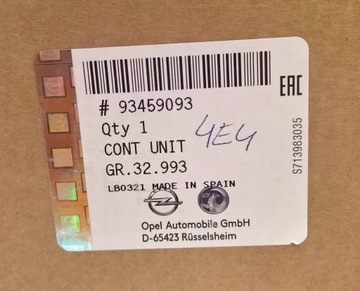 # 93459093
Qty 1
4E4
CONT UNIT
GR.32.993
LB0321 MADE IN SPAIN
Opel Automobile GmbH
D-65423 Rüsselsheim
EAC
S713983035